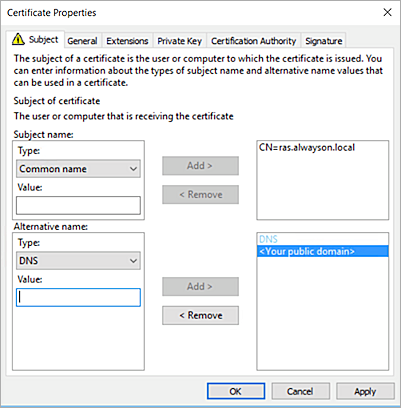 Certificate Properties
Subject General Extensions Private Key Certification Authority Signature
The subject of a certificate is the user or computer to which the certificate is issued. You
can enter information about the types of subject name and alternative name values that
can be used in a certificate.
Subject of certificate
The user or computer that is receiving the certificate
Subject name:
Type:
Common name
Value:
Add >
< Remove
CN=ras.alwayson.local
Alternative name:
Type:
DNS
Value:
Add >
< Remove
DNS
<Your public domain>
OK Cancel Apply